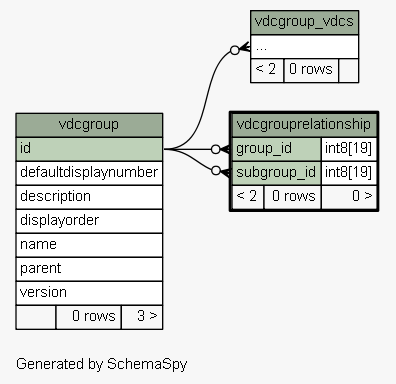 vdcgroup_vdcs
...
< 2 0 rows
vdcgroup
id
defaultdisplaynumber
description
displayorder
name
parent
version
0 rows 3 >
vdcgrouprelationship
group_id int8[19]
subgroup_id int8[19]
< 2 0 rows 0 >
Generated by SchemaSpy